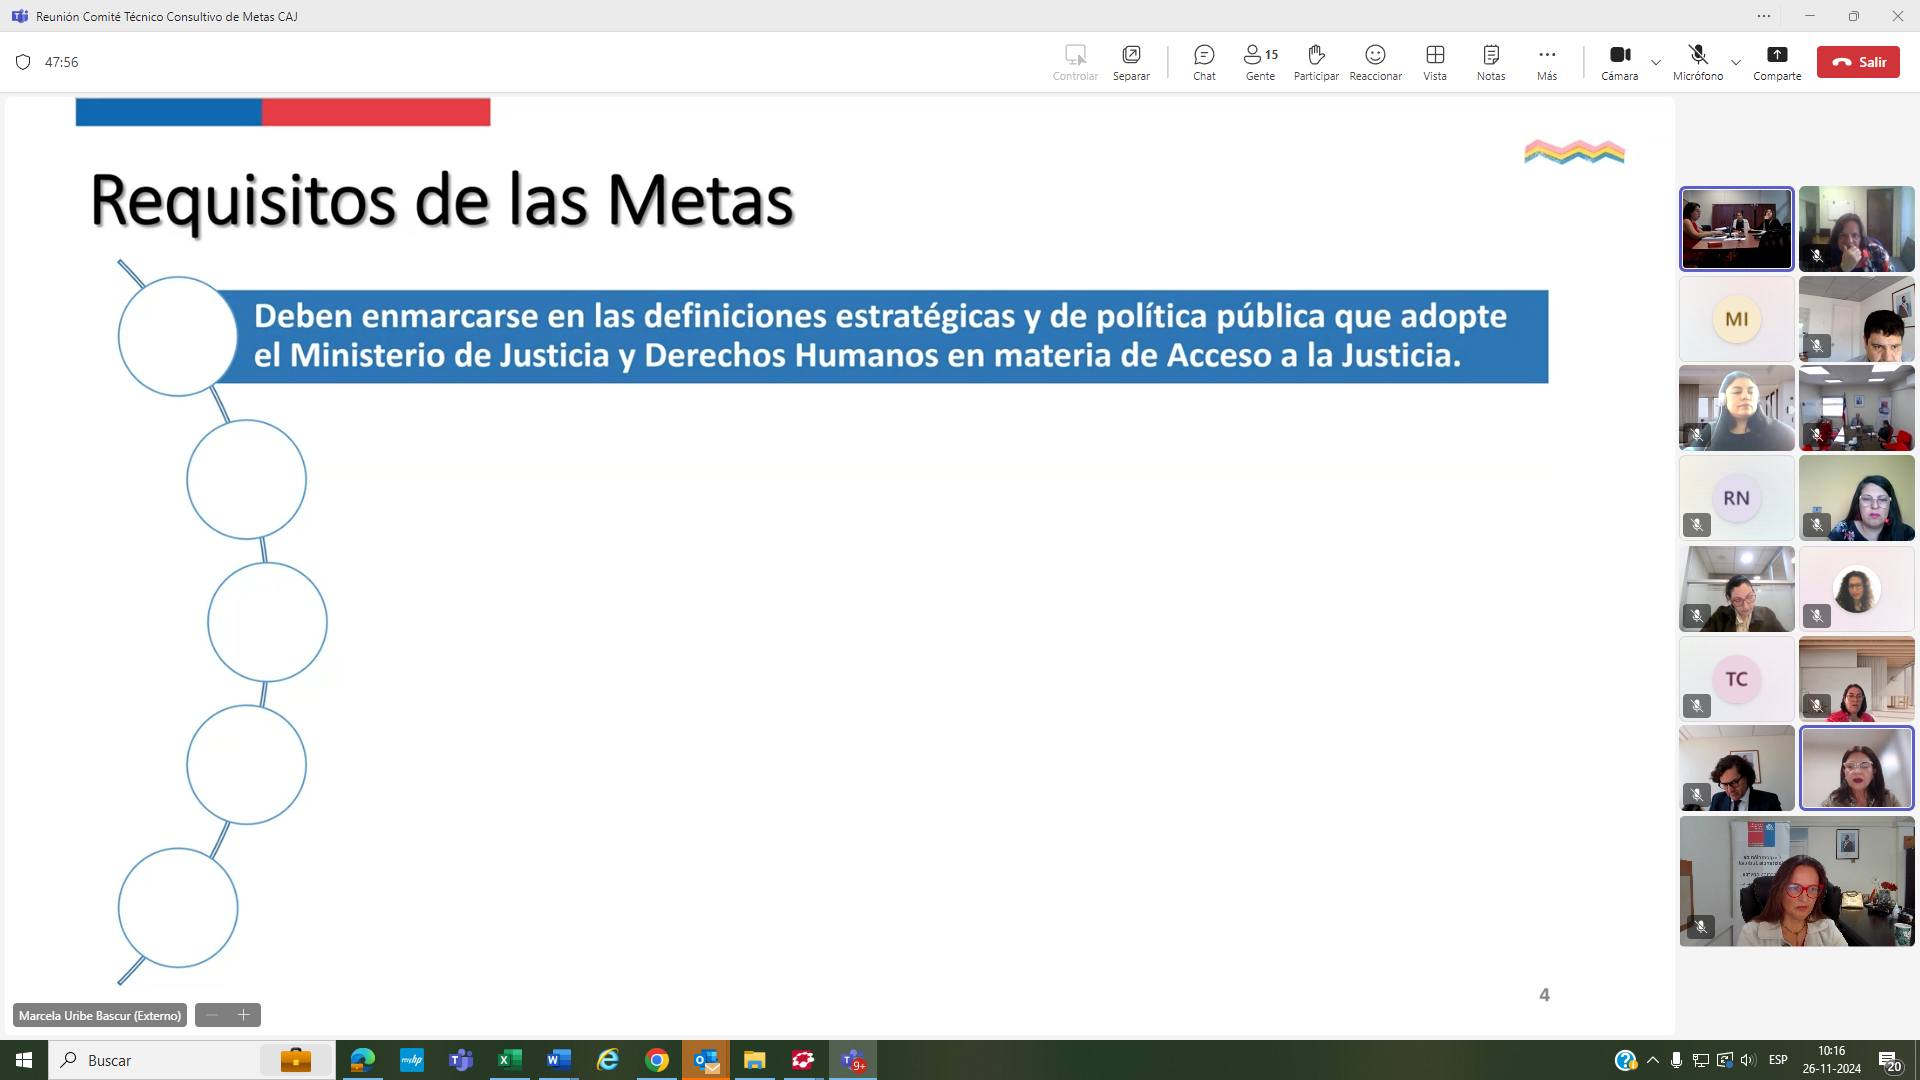 Reunión Comité Técnico Consultivo de Metas CAJ
47:56
Controlar
Separar
Chat
15
Gente
Participar
Reaccionar
Vista
Notas
Más
Cámara
Micrófono
Comparte
Salir
Requisitos de las Metas
Deben enmarcarse en las definiciones estratégicas y de política pública que adopte
el Ministerio de Justicia y Derechos Humanos en materia de Acceso a la Justicia.
MI
RN
TC
4
Marcela Uribe Bascur (Externo)
Buscar
myhp
9+
ESP
10:16
26-11-2024
20